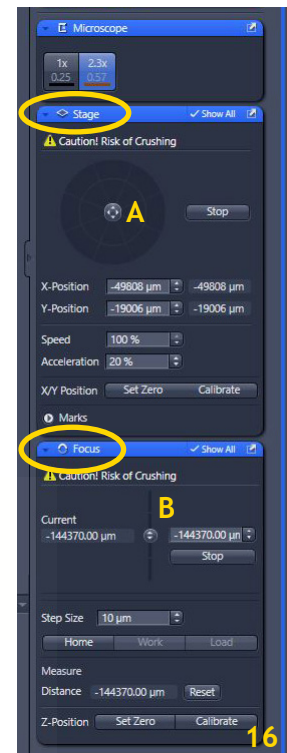 Microscope
1x 2.3x
0.25 0.57
Stage Show All
Caution! Risk of Crushing
A Stop
X-Position -49808 µm -49808 µm
Y-Position -19006 µm -19006 µm
Speed 100 %
Acceleration 20 %
X/Y Position Set Zero Calibrate
Marks
Focus Show All
Caution! Risk of Crushing
B
Current
-144370.00 µm -144370.00 µm
Stop
Step Size 10 µm
Home Work Load
Measure
Distance -144370.00 µm Reset
Z-Position Set Zero Calibrate
16